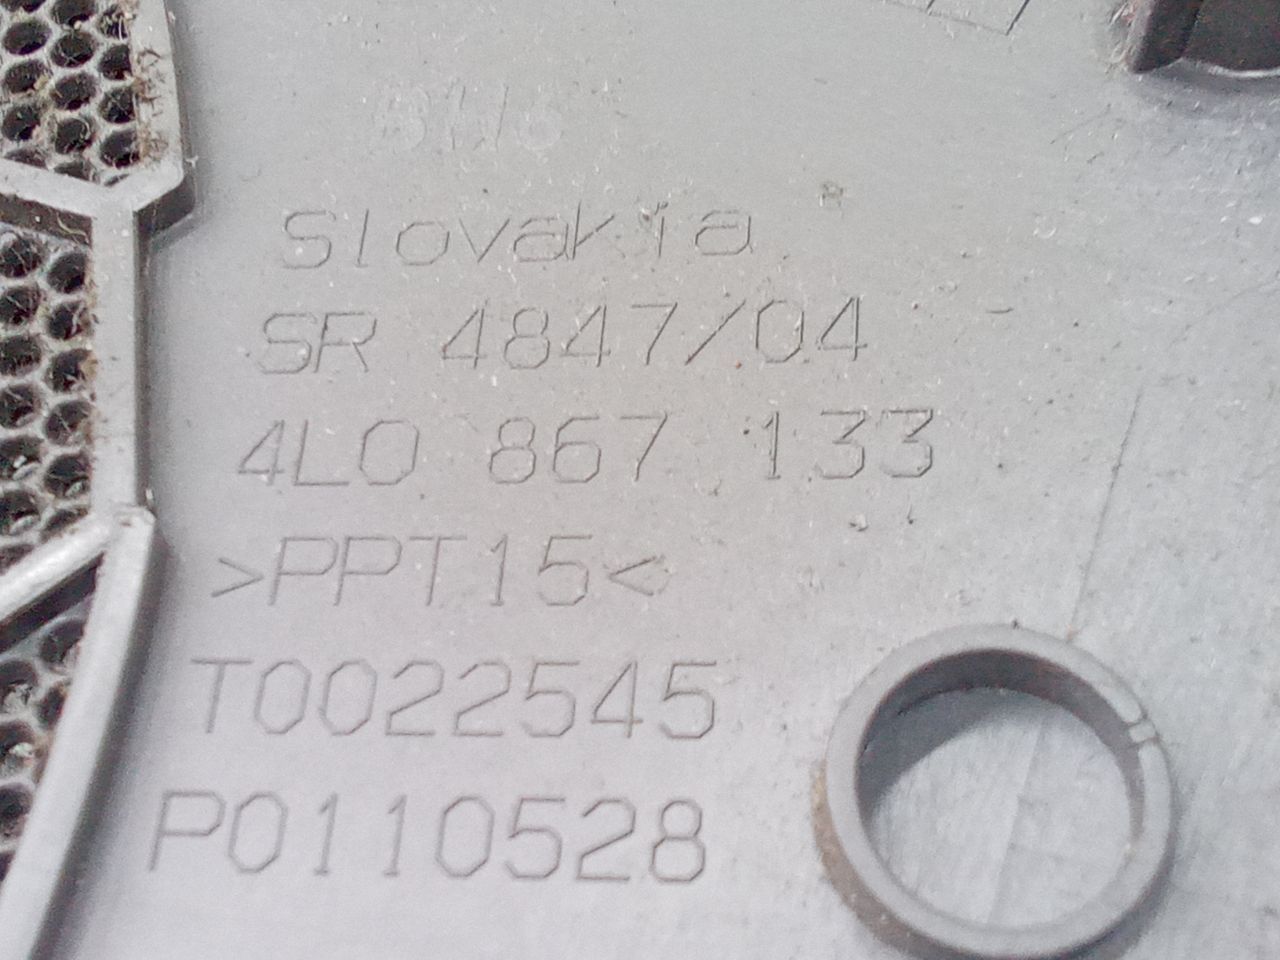 Slovakia
SR 4847/04
4L0 867 133
>PPT15<
T0022545
P0110528